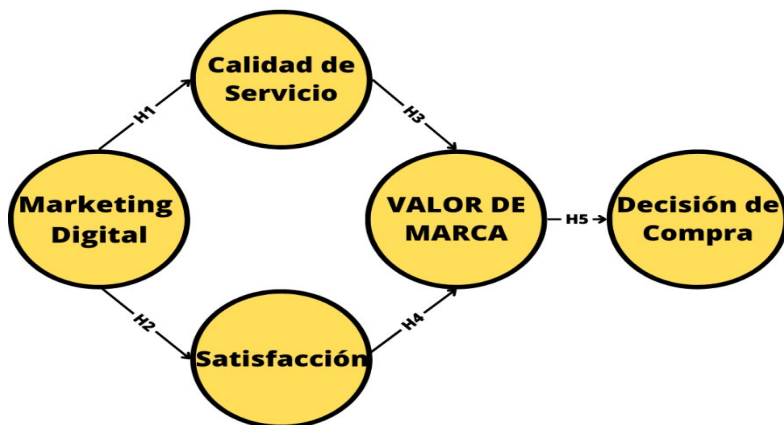 Calidad de
Servicio
H1
H3
Marketing
Digital
VALOR DE
MARCA
H5
Decisión de
Compra
H2
H4
Satisfacción